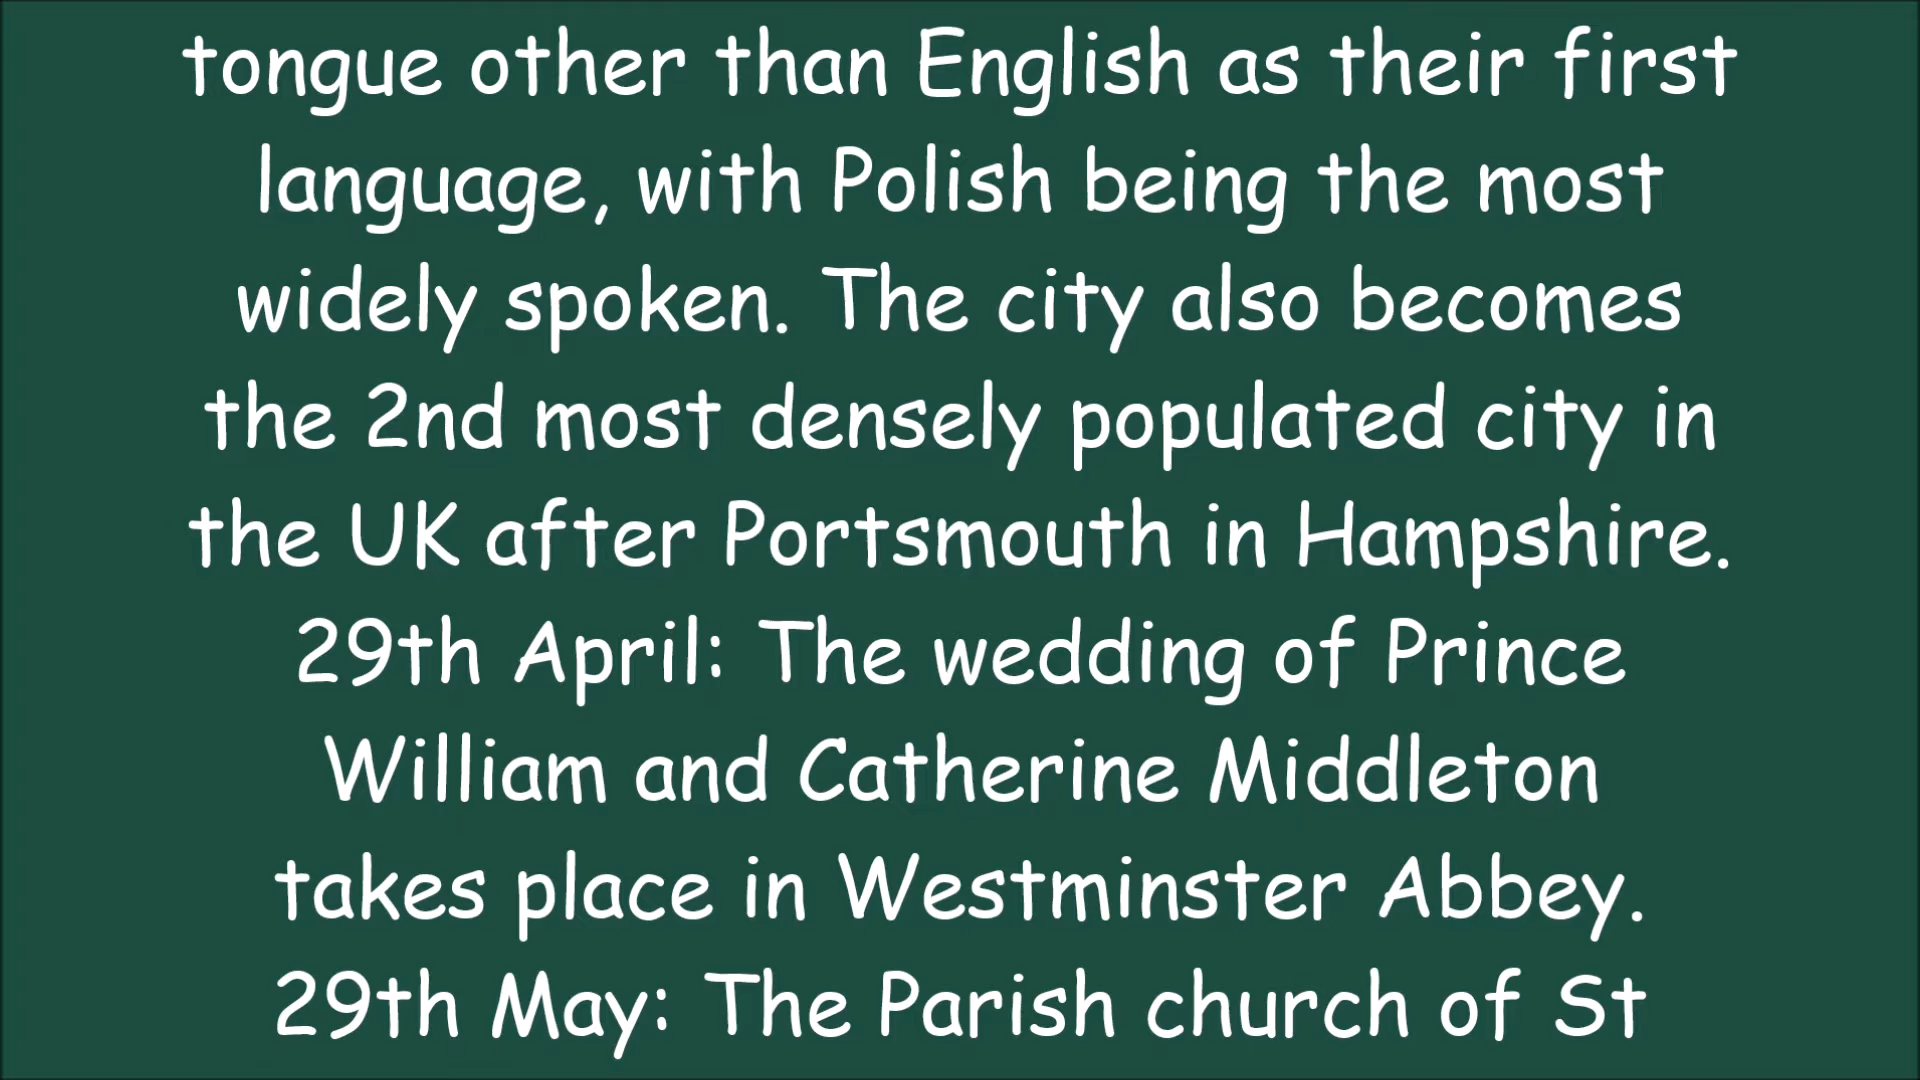 tongue other than English as their first
language, with Polish being the most
widely spoken. The city also becomes
the 2nd most densely populated city in
the UK after Portsmouth in Hampshire.
29th April: The wedding of Prince
William and Catherine Middleton
takes place in Westminster Abbey.
29th May: The Parish church of St